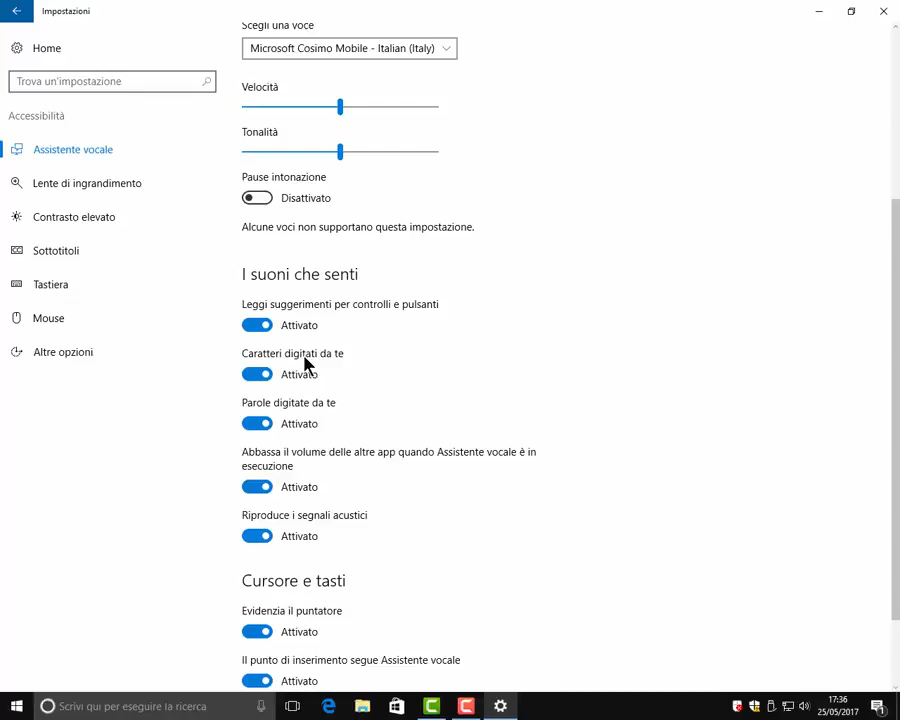 Impostazioni
Home
Trova un'impostazione
Accessibilità
Assistente vocale
Lente di ingrandimento
Contrasto elevato
Sottotitoli
Tastiera
Mouse
Altre opzioni
Scegli una voce
Microsoft Cosimo Mobile - Italian (Italy)
Velocità
Tonalità
Pause intonazione
Disattivato
Alcune voci non supportano questa impostazione.
I suoni che senti
Leggi suggerimenti per controlli e pulsanti
Attivato
Caratteri digitati da te
Attivato
Parole digitate da te
Attivato
Abbassa il volume delle altre app quando Assistente vocale è in
esecuzione
Attivato
Riproduce i segnali acustici
Attivato
Cursore e tasti
Evidenzia il puntatore
Attivato
Il punto di inserimento segue Assistente vocale
Attivato
Scrivi qui per eseguire la ricerca
17:36
25/05/2017
1